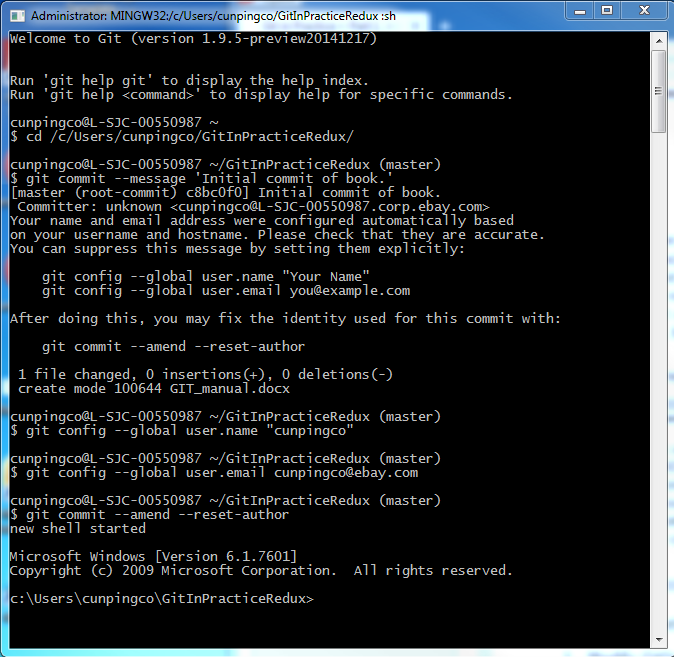 Administrator: MINGW32:/c/Users/cunpingco/GitInPracticeRedux :sh
Welcome to Git (version 1.9.5-preview20141217)
Run 'git help git' to display the help index.
Run 'git help <command>' to display help for specific commands.
cunpingco@L-SJC-00550987 ~
$ cd /c/Users/cunpingco/GitInPracticeRedux/
cunpingco@L-SJC-00550987 ~/GitInPracticeRedux (master)
$ git commit --message 'Initial commit of book.'
[master (root-commit) c8bc0f0] Initial commit of book.
Committer: unknown <cunpingco@L-SJC-00550987.corp.ebay.com>
Your name and email address were configured automatically based
on your username and hostname. Please check that they are accurate.
You can suppress this message by setting them explicitly:
git config --global user.name "Your Name"
git config --global user.email you@example.com
After doing this, you may fix the identity used for this commit with:
git commit --amend --reset-author
1 file changed, 0 insertions(+), 0 deletions(-)
create mode 100644 GIT_manual.docx
cunpingco@L-SJC-00550987 ~/GitInPracticeRedux (master)
$ git config --global user.name "cunpingco"
cunpingco@L-SJC-00550987 ~/GitInPracticeRedux (master)
$ git config --global user.email cunpingco@ebay.com
cunpingco@L-SJC-00550987 ~/GitInPracticeRedux (master)
$ git commit --amend --reset-author
new shell started
Microsoft Windows [Version 6.1.7601]
Copyright (c) 2009 Microsoft Corporation.  All rights reserved.
c:\Users\cunpingco\GitInPracticeRedux>